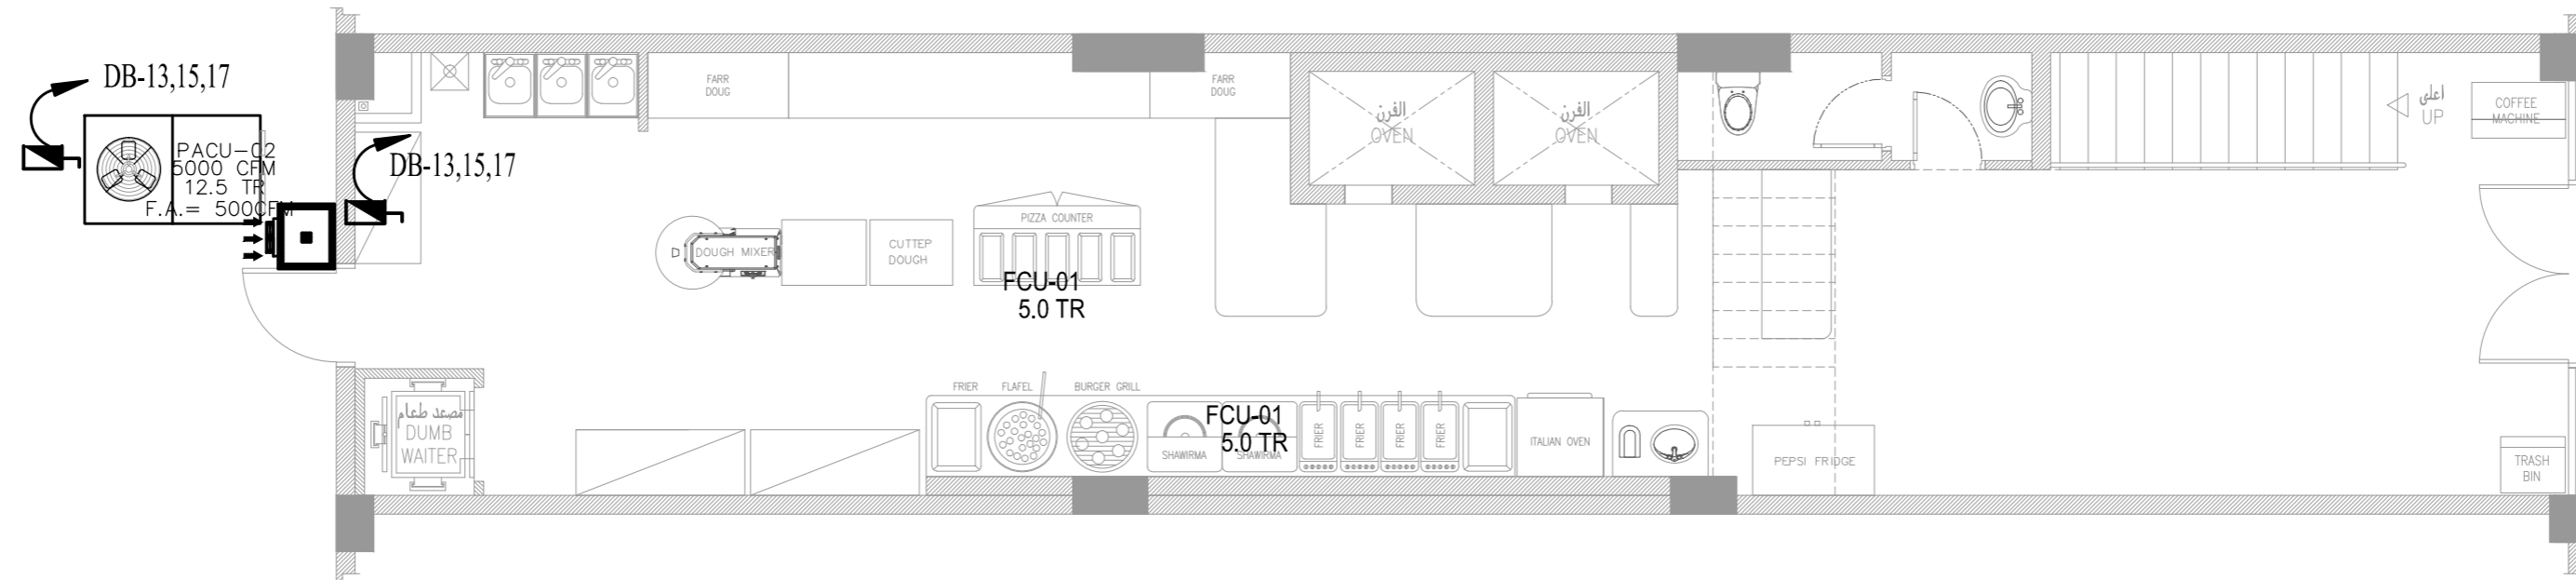 DB-13,15,17
PACU-02
5000 CFM
12.5 TR
F.A.= 500CFM
DB-13,15,17
FARR
DOUG
FARR
DOUG
الفرن
OVEN
الفرن
OVEN
أعلى
UP
COFFEE
MACHINE
DOUGH MIXER
CUTTEP
DOUGH
PIZZA COUNTER
FCU-01
5.0 TR
مصعد طعام
DUMB
WAITER
FRIER
FLAFEL
BURGER GRILL
SHAWIRMA
FCU-01
5.0 TR
SHAWIRMA
FRIER
FRIER
FRIER
FRIER
ITALIAN OVEN
PEPSI FRIDGE
TRASH
BIN